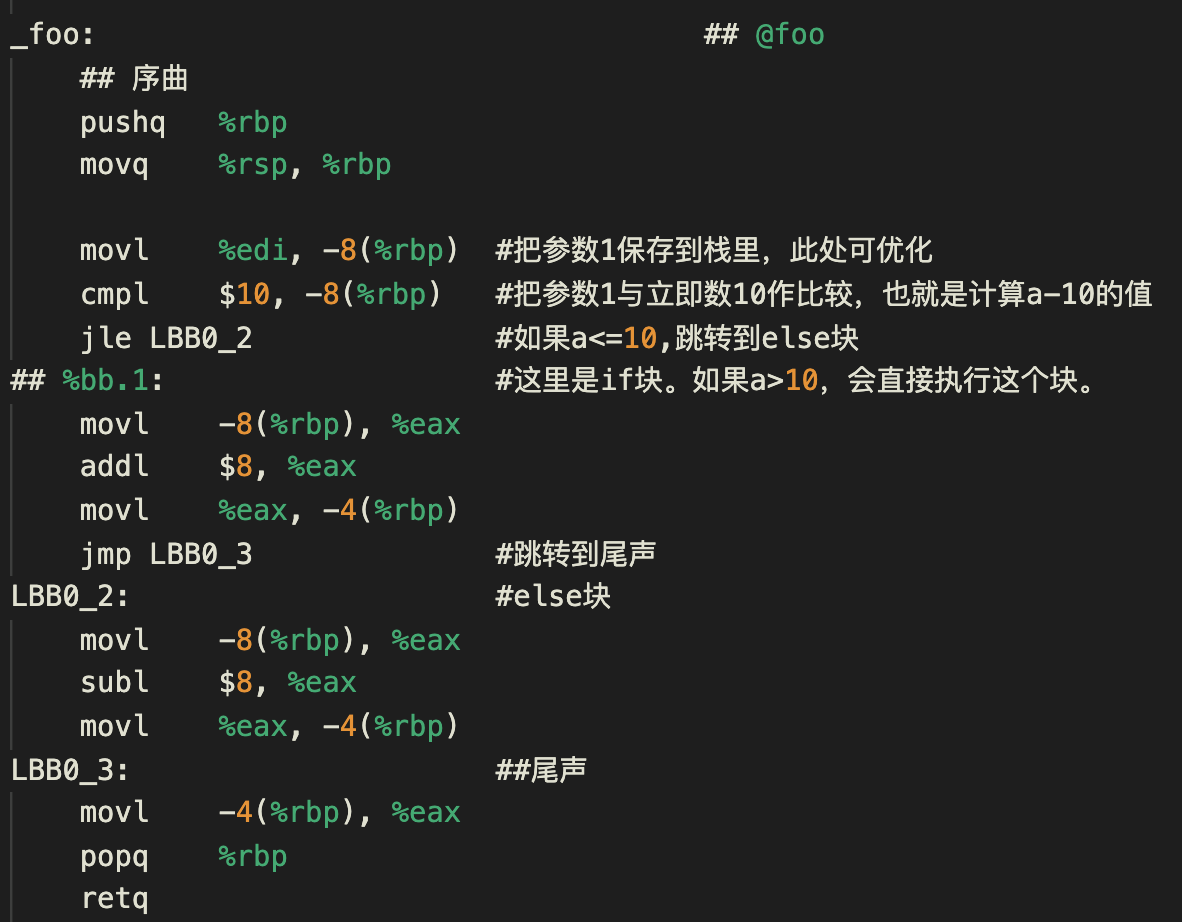 _foo:                                   ## @foo
    ## 序曲
    pushq   %rbp
    movq    %rsp, %rbp
    movl    %edi, -8(%rbp)  #把参数1保存到栈里，此处可优化
    cmpl    $10, -8(%rbp)   #把参数1与立即数10作比较，也就是计算a-10的值
    jle LBB0_2              #如果a<=10,跳转到else块
## %bb.1:                   #这里是if块。如果a>10，会直接执行这个块。
    movl    -8(%rbp), %eax
    addl    $8, %eax
    movl    %eax, -4(%rbp)
    jmp LBB0_3              #跳转到尾声
LBB0_2:                     #else块
    movl    -8(%rbp), %eax
    subl    $8, %eax
    movl    %eax, -4(%rbp)
LBB0_3:                     ##尾声
    movl    -4(%rbp), %eax
    popq    %rbp
    retq